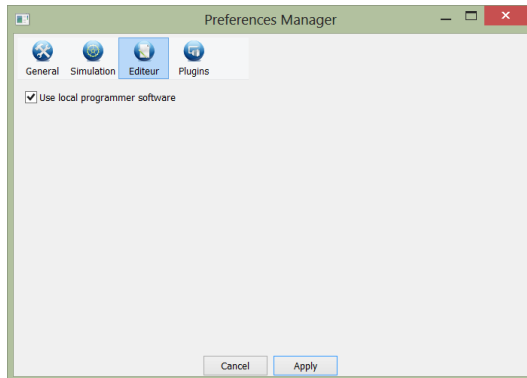 Preferences Manager
General Simulation Editeur Plugins
Use local programmer software
Cancel Apply